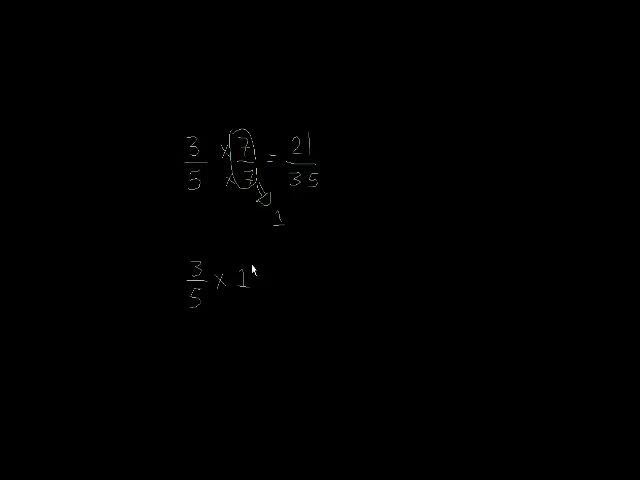 3/5 ×7/×7 = 21/35
1
3/5 × 1